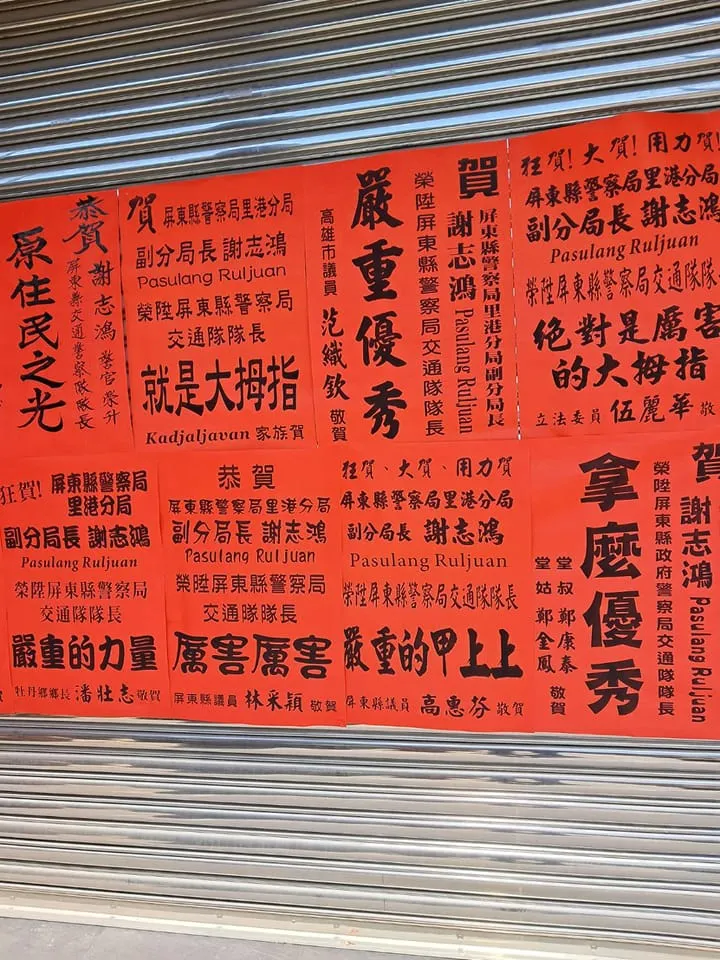 恭賀
謝志鴻 警官榮升
屏東縣交通警察隊隊長
原住民之光
賀 屏東縣警察局里港分局
副分局長 謝志鴻
Pasulang Ruljuan
榮陞屏東縣警察局
交通隊隊長
就是大拇指
Kadjaljavan 家族賀
賀
屏東縣警察局里港分局副分局長
謝志鴻 Pasulang Ruljuan
榮陞屏東縣警察局交通隊隊長
嚴重優秀
高雄市議員 范織欽 敬賀
狂賀!大賀!用力賀!
屏東縣警察局里港分局
副分局長 謝志鴻
Pasulang Ruljuan
榮陞屏東縣警察局交通隊隊
絕對是厲害
的大拇指
立法委員 伍麗華 敬
狂賀! 屏東縣警察局
里港分局
副分局長 謝志鴻
Pasulang Ruljuan
榮陞屏東縣警察局
交通隊隊長
嚴重的力量
牡丹鄉鄉長 潘壯志 敬賀
恭賀
屏東縣警察局里港分局
副分局長 謝志鴻
Pasulang Ruljuan
榮陞屏東縣警察局
交通隊隊長
厲害厲害
屏東縣議員 林采穎 敬賀
狂賀、大賀、用力賀
屏東縣警察局里港分局
副分局長 謝志鴻
Pasulang Ruljuan
榮陞屏東縣警察局交通隊隊長
嚴重的甲上上
屏東縣議員 高惠芬 敬賀
賀
謝志鴻 Pasulang Ruljuan
榮陞屏東縣政府警察局交通隊隊長
拿麼優秀
堂叔 鄭康泰
堂姑 鄭金鳳
敬賀